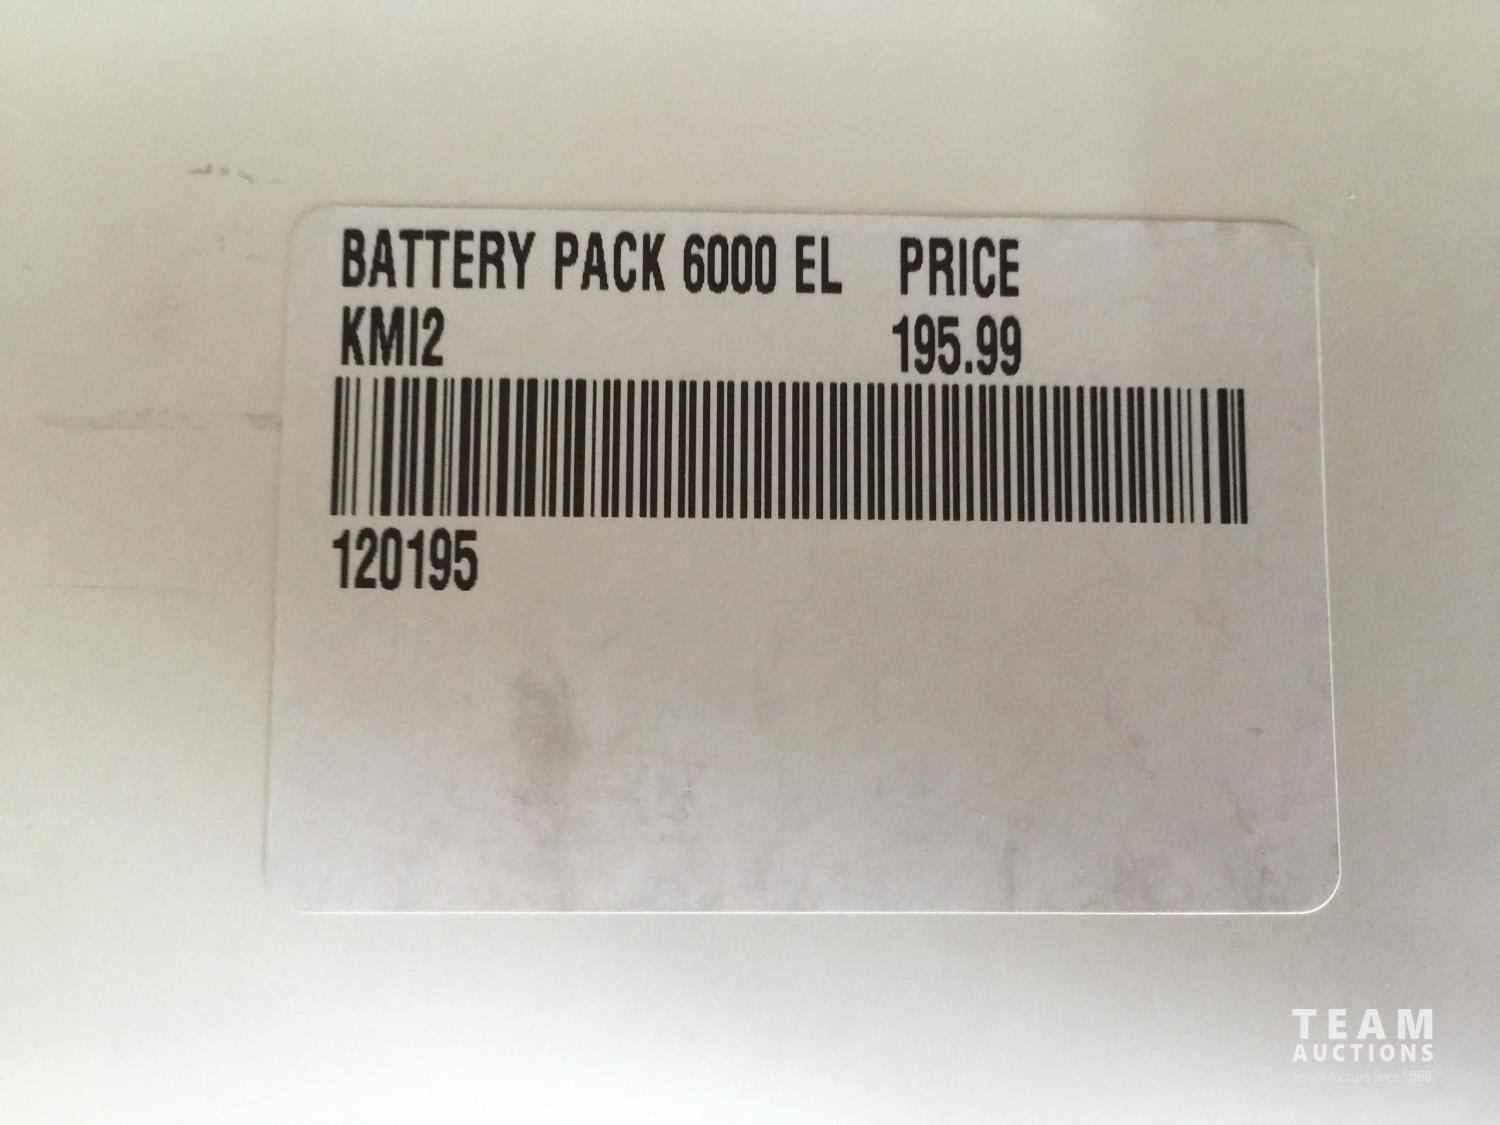 BATTERY PACK 6000 EL PRICE
KMI2 195.99
120195
TEAM
AUCTIONS